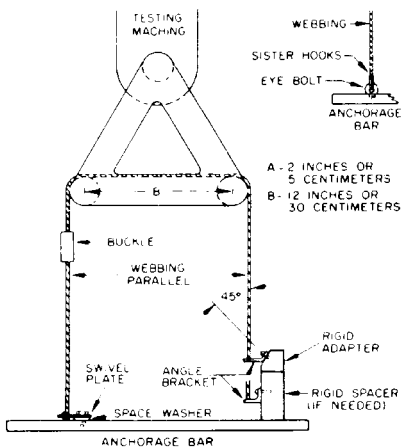 TESTING
MACHING
WEBBING
SISTER HOOKS
EYE BOLT
ANCHORAGE
BAR
A - 2 INCHES OR
5 CENTIMETERS
B - 12 INCHES OR
30 CENTIMETERS
B
BUCKLE
WEBBING
PARALLEL
45°
RIGID
ADAPTER
SWIVEL
PLATE
ANGLE
BRACKET
RIGID SPACER
(IF NEEDED)
SPACE WASHER
ANCHORAGE BAR